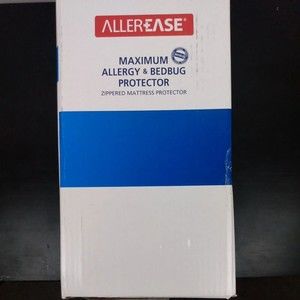 ALLEREASE®
MAXIMUM
ALLERGY & BEDBUG
PROTECTOR
ZIPPERED MATTRESS PROTECTOR